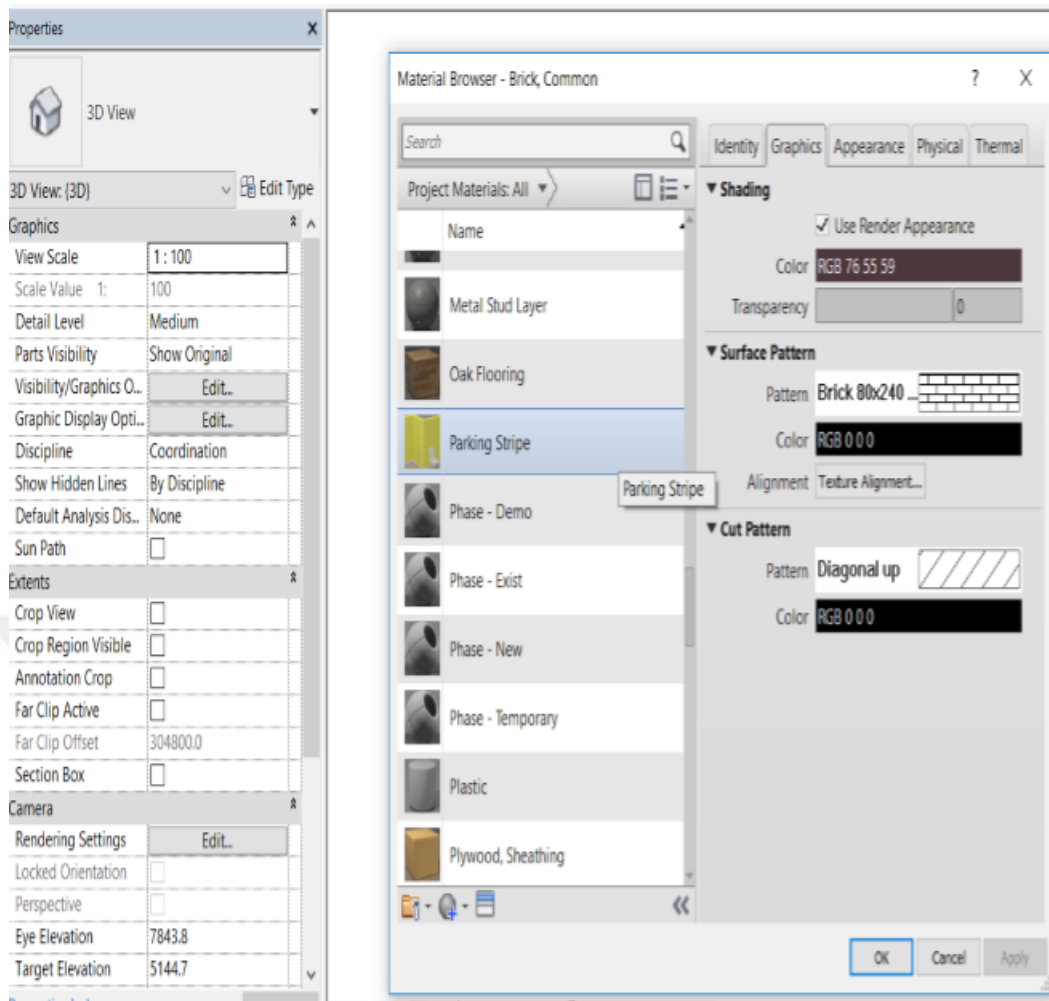 Properties X
3D View
3D View: {3D} Edit Type
Graphics
View Scale 1 : 100
Scale Value 1: 100
Detail Level Medium
Parts Visibility Show Original
Visibility/Graphics O... Edit...
Graphic Display Opti... Edit...
Discipline Coordination
Show Hidden Lines By Discipline
Default Analysis Dis... None
Sun Path
Extents
Crop View
Crop Region Visible
Annotation Crop
Far Clip Active
Far Clip Offset 304800.0
Section Box
Camera
Rendering Settings Edit...
Locked Orientation
Perspective
Eye Elevation 7843.8
Target Elevation 5144.7
Material Browser - Brick, Common ? X
Search
Project Materials: All
Name
Metal Stud Layer
Oak Flooring
Parking Stripe
Parking Stripe
Phase - Demo
Phase - Exist
Phase - New
Phase - Temporary
Plastic
Plywood, Sheathing
Identity Graphics Appearance Physical Thermal
Shading
Use Render Appearance
Color RGB 76 55 59
Transparency 0
Surface Pattern
Pattern Brick 80x240 ...
Color RGB 0 0 0
Alignment Texture Alignment...
Cut Pattern
Pattern Diagonal up
Color RGB 0 0 0
OK Cancel Apply